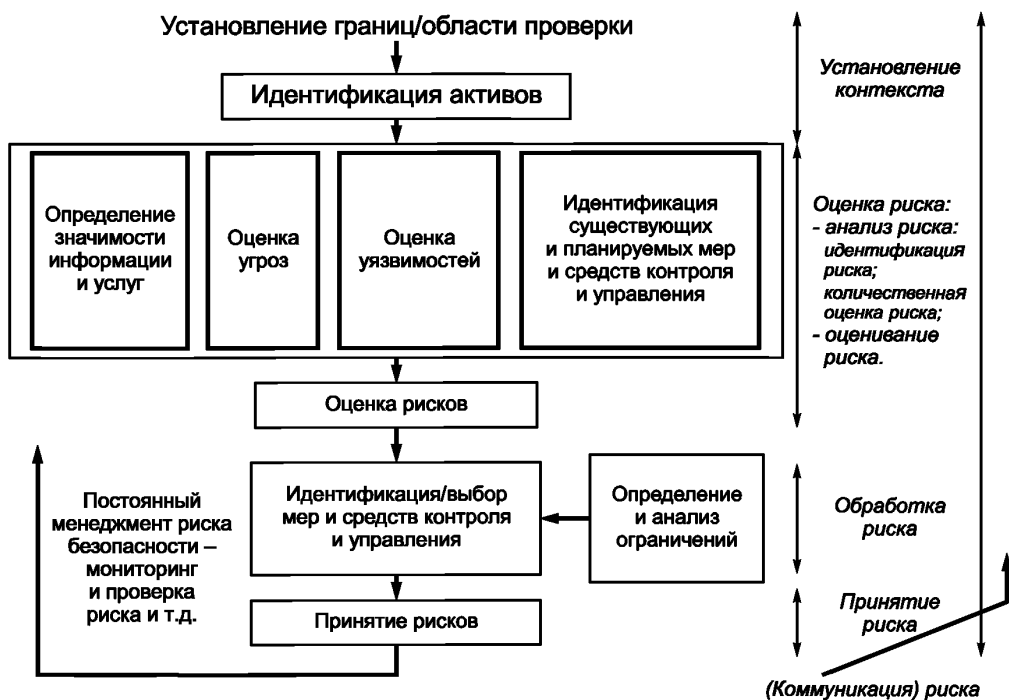 Установление границ/области проверки
Идентификация активов
Определение
значимости
информации
и услуг
Оценка
угроз
Оценка
уязвимостей
Идентификация
существующих
и планируемых мер
и средств контроля
и управления
Оценка рисков
Идентификация/выбор
мер и средств контроля
и управления
Определение
и анализ
ограничений
Принятие рисков
Постоянный
менеджмент риска
безопасности –
мониторинг
и проверка
риска и т.д.
Установление
контекста
Оценка риска:
- анализ риска:
идентификация
риска;
количественная
оценка риска;
- оценивание
риска.
Обработка
риска
Принятие
риска
(Коммуникация) риска